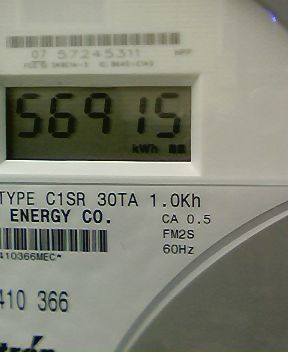 07 57245311
56915
kWh
TYPE C1SR 30TA 1.0Kh
ENERGY CO.
CA 0.5
FM2S
60Hz
410366MEC*
410 366